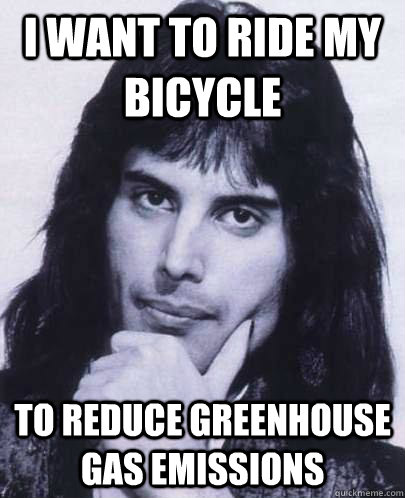 I WANT TO RIDE MY
BICYCLE
TO REDUCE GREENHOUSE
GAS EMISSIONS
quickmeme.com